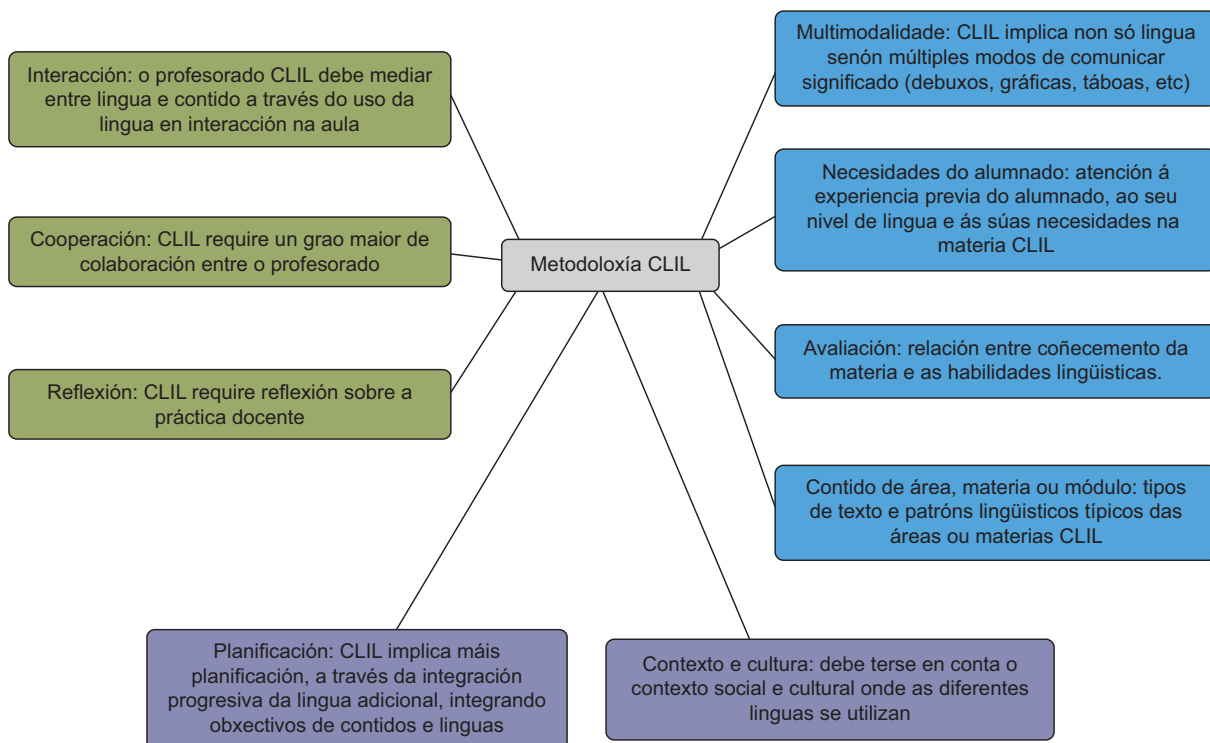 Interacción: o profesorado CLIL debe mediar
entre lingua e contido a través do uso da
lingua en interacción na aula
Cooperación: CLIL require un grao maior de
colaboración entre o profesorado
Reflexión: CLIL require reflexión sobre a
práctica docente
Metodoloxía CLIL
Multimodalidade: CLIL implica non só lingua
senón múltiples modos de comunicar
significado (debuxos, gráficas, táboas, etc)
Necesidades do alumnado: atención á
experiencia previa do alumnado, ao seu
nivel de lingua e ás súas necesidades na
materia CLIL
Avaliación: relación entre coñecemento da
materia e as habilidades lingüisticas.
Contido de área, materia ou módulo: tipos
de texto e patróns lingüisticos típicos das
áreas ou materias CLIL
Planificación: CLIL implica máis
planificación, a través da integración
progresiva da lingua adicional, integrando
obxectivos de contidos e linguas
Contexto e cultura: debe terse en conta o
contexto social e cultural onde as diferentes
linguas se utilizan